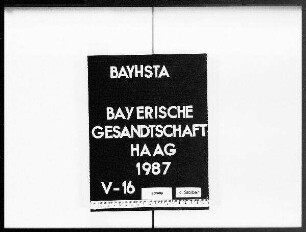 BAYHSTA
BAYERISCHE
GESANDTSCHAFT
HAAG
1987
V-16